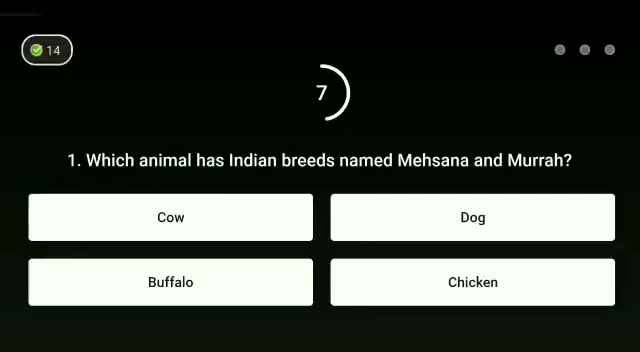 14
7
1. Which animal has Indian breeds named Mehsana and Murrah?
Cow
Dog
Buffalo
Chicken